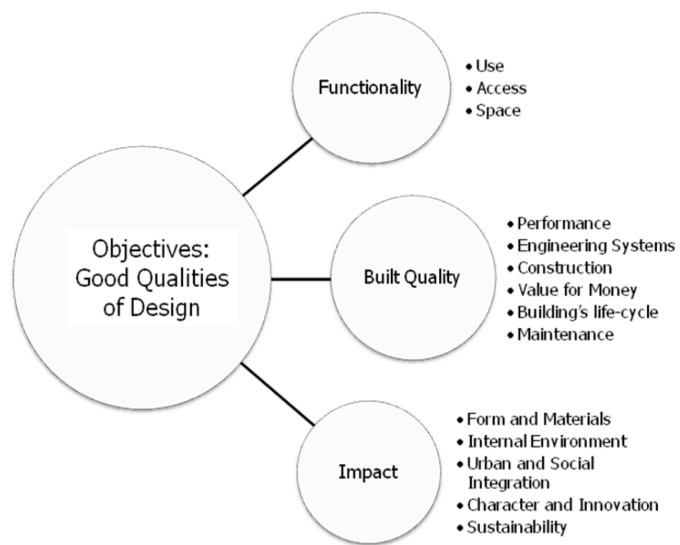 Functionality
• Use
• Access
• Space
Objectives:
Good Qualities
of Design
Built Quality
• Performance
• Engineering Systems
• Construction
• Value for Money
• Building's life-cycle
• Maintenance
Impact
• Form and Materials
• Internal Environment
• Urban and Social
Integration
• Character and Innovation
• Sustainability